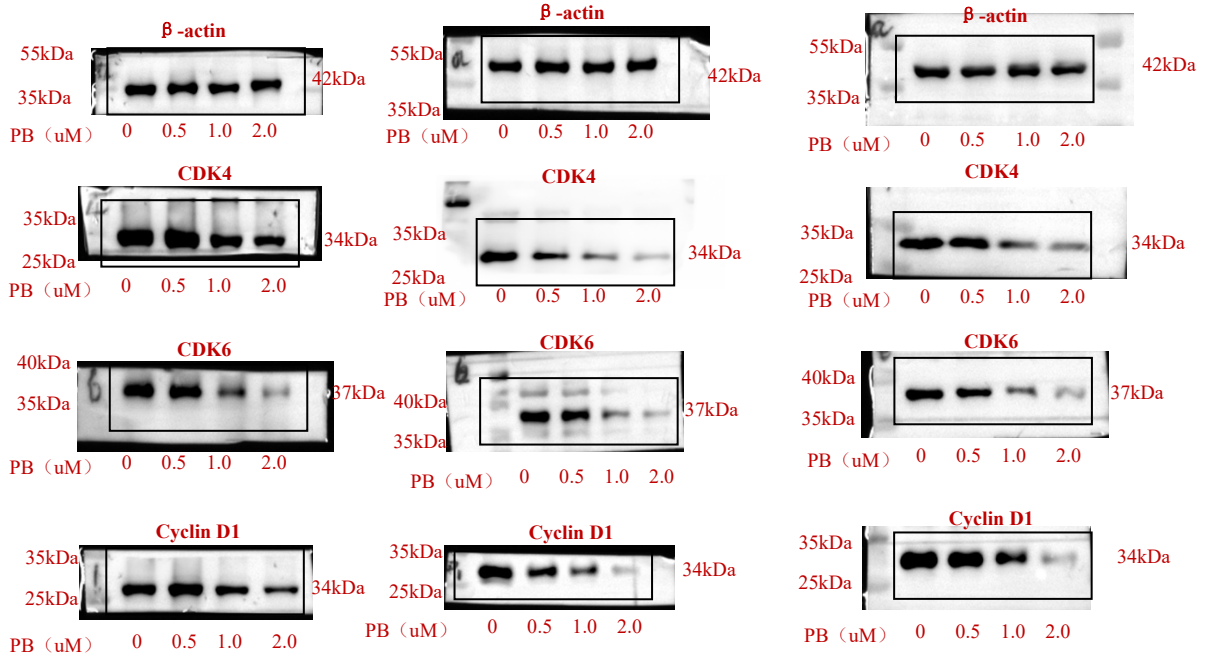 β-actin
55kDa
35kDa
42kDa
PB（uM） 0 0.5 1.0 2.0
β-actin
55kDa
35kDa
42kDa
PB（uM） 0 0.5 1.0 2.0
a
β-actin
55kDa
35kDa
42kDa
PB（uM） 0 0.5 1.0 2.0
a
CDK4
35kDa
25kDa
34kDa
PB（uM） 0 0.5 1.0 2.0
CDK4
35kDa
25kDa
34kDa
PB（uM） 0 0.5 1.0 2.0
CDK4
35kDa
25kDa
34kDa
PB（uM） 0 0.5 1.0 2.0
CDK6
40kDa
35kDa
37kDa
PB（uM） 0 0.5 1.0 2.0
CDK6
40kDa
35kDa
37kDa
PB（uM） 0 0.5 1.0 2.0
CDK6
40kDa
35kDa
37kDa
PB（uM） 0 0.5 1.0 2.0
Cyclin D1
35kDa
25kDa
34kDa
PB（uM） 0 0.5 1.0 2.0
Cyclin D1
35kDa
25kDa
34kDa
PB（uM） 0 0.5 1.0 2.0
Cyclin D1
35kDa
25kDa
34kDa
PB（uM） 0 0.5 1.0 2.0